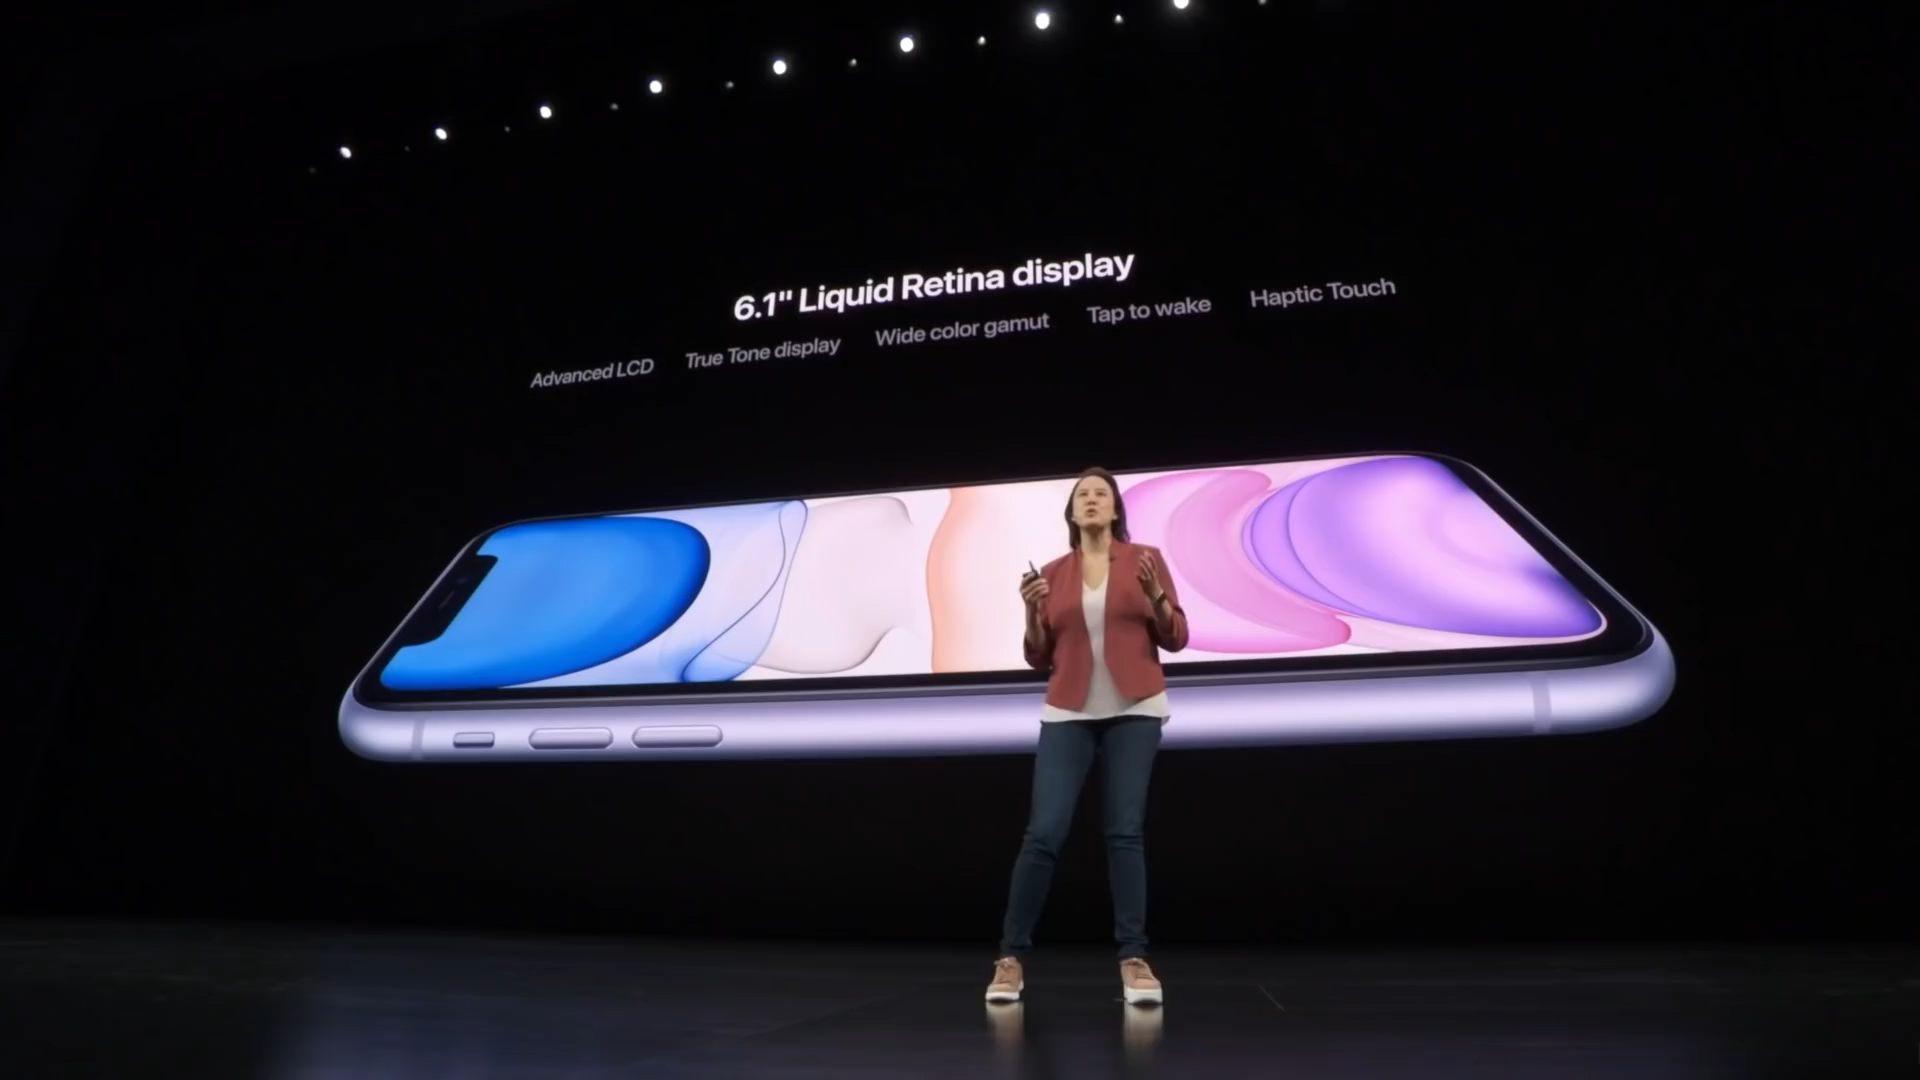 6.1" Liquid Retina display
Advanced LCD True Tone display Wide color gamut Tap to wake Haptic Touch